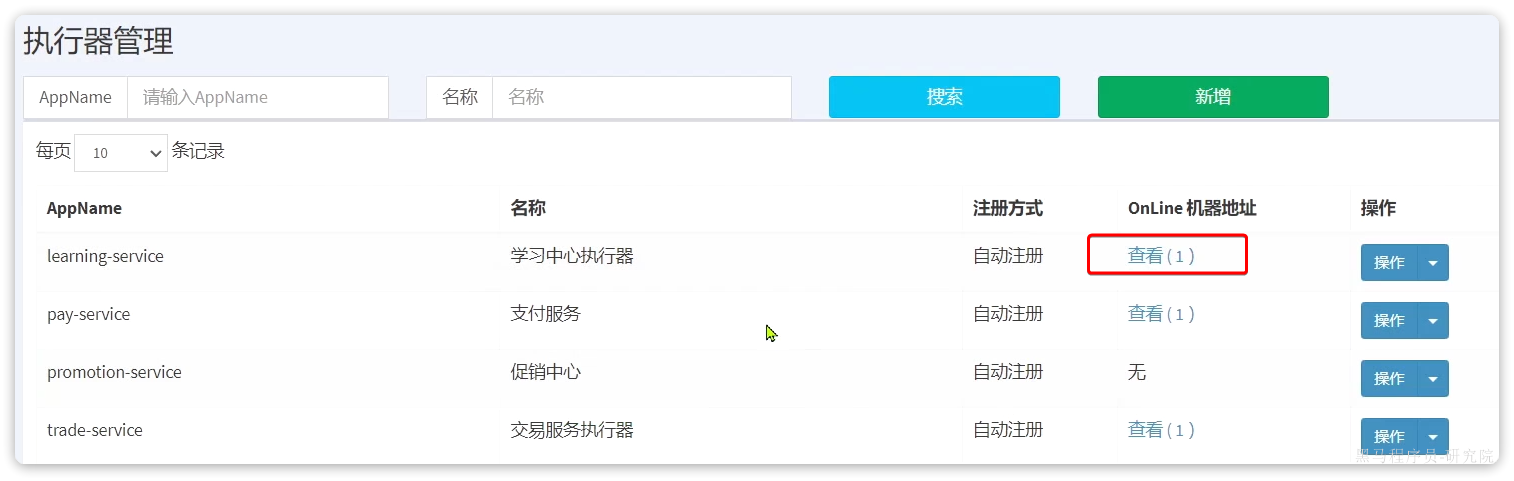 执行器管理
AppName 请输入AppName 名称 名称 搜索 新增
每页 10 条记录
AppName 名称 注册方式 OnLine 机器地址 操作
learning-service 学习中心执行器 自动注册 查看 ( 1 ) 操作
pay-service 支付服务 自动注册 查看 ( 1 ) 操作
promotion-service 促销中心 自动注册 无 操作
trade-service 交易服务执行器 自动注册 查看 ( 1 ) 操作
黑马程序员-研究院